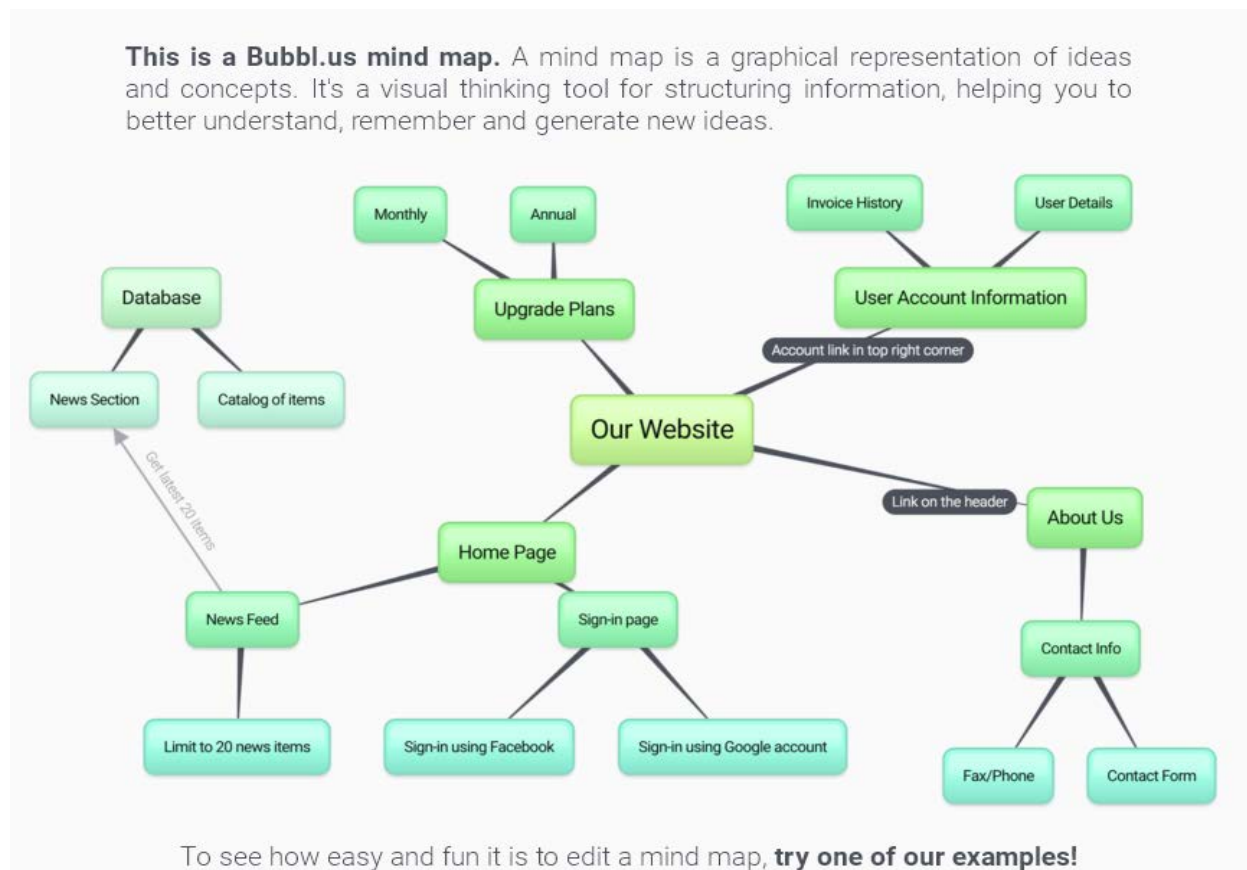 This is a Bubbl.us mind map. A mind map is a graphical representation of ideas
and concepts. It's a visual thinking tool for structuring information, helping you to
better understand, remember and generate new ideas.
Monthly
Annual
Invoice History
User Details
Database
Upgrade Plans
User Account Information
Account link in top right corner
News Section
Catalog of items
Our Website
Get latest 20 items
Link on the header
About Us
Home Page
News Feed
Sign-in page
Contact Info
Limit to 20 news items
Sign-in using Facebook
Sign-in using Google account
Fax/Phone
Contact Form
To see how easy and fun it is to edit a mind map, try one of our examples!